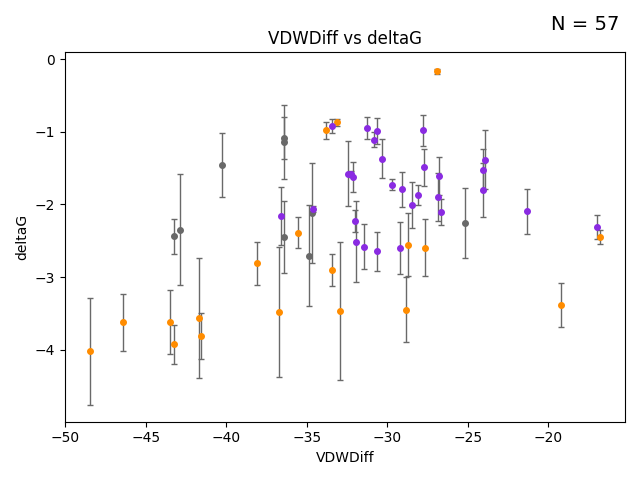 N = 57
VDWDiff vs deltaG
deltaG
0
−1
−2
−3
−4
−50 −45 −40 −35 −30 −25 −20
VDWDiff